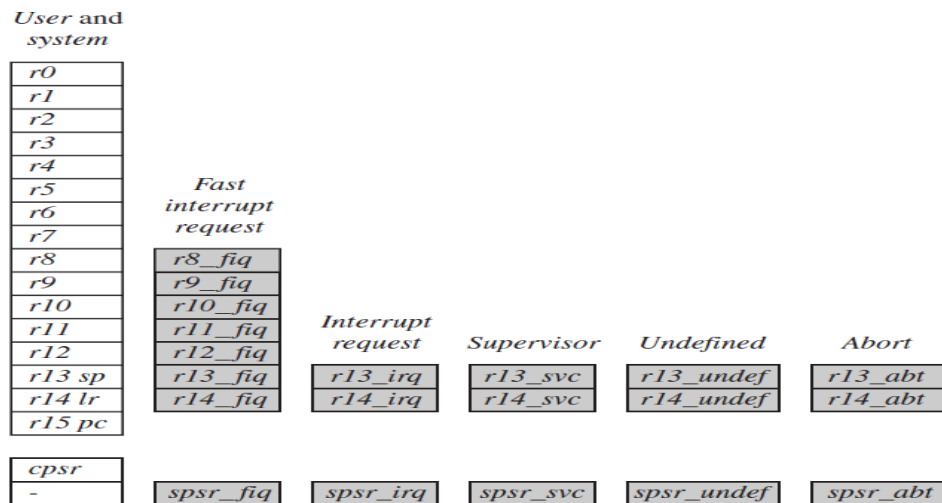 User and
system
r0
r1
r2
r3
r4
r5
r6
r7
r8
r9
r10
r11
r12
r13 sp
r14 lr
r15 pc
cpsr
-
Fast
interrupt
request
r8_fiq
r9_fiq
r10_fiq
r11_fiq
r12_fiq
r13_fiq
r14_fiq
spsr_fiq
Interrupt
request
r13_irq
r14_irq
spsr_irq
Supervisor
r13_svc
r14_svc
spsr_svc
Undefined
r13_undef
r14_undef
spsr_undef
Abort
r13_abt
r14_abt
spsr_abt